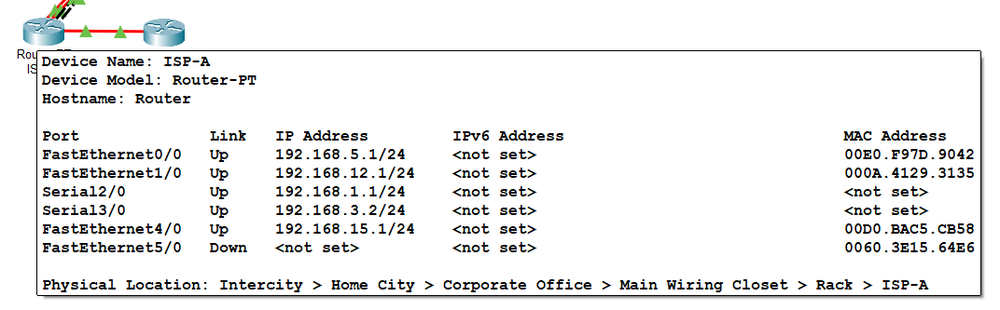 Rou
IS
Device Name: ISP-A
Device Model: Router-PT
Hostname: Router
Port Link IP Address IPv6 Address MAC Address
FastEthernet0/0 Up 192.168.5.1/24 <not set> 00E0.F97D.9042
FastEthernet1/0 Up 192.168.12.1/24 <not set> 000A.4129.3135
Serial2/0 Up 192.168.1.1/24 <not set> <not set>
Serial3/0 Up 192.168.3.2/24 <not set> <not set>
FastEthernet4/0 Up 192.168.15.1/24 <not set> 00D0.BAC5.CB58
FastEthernet5/0 Down <not set> <not set> 0060.3E15.64E6
Physical Location: Intercity > Home City > Corporate Office > Main Wiring Closet > Rack > ISP-A